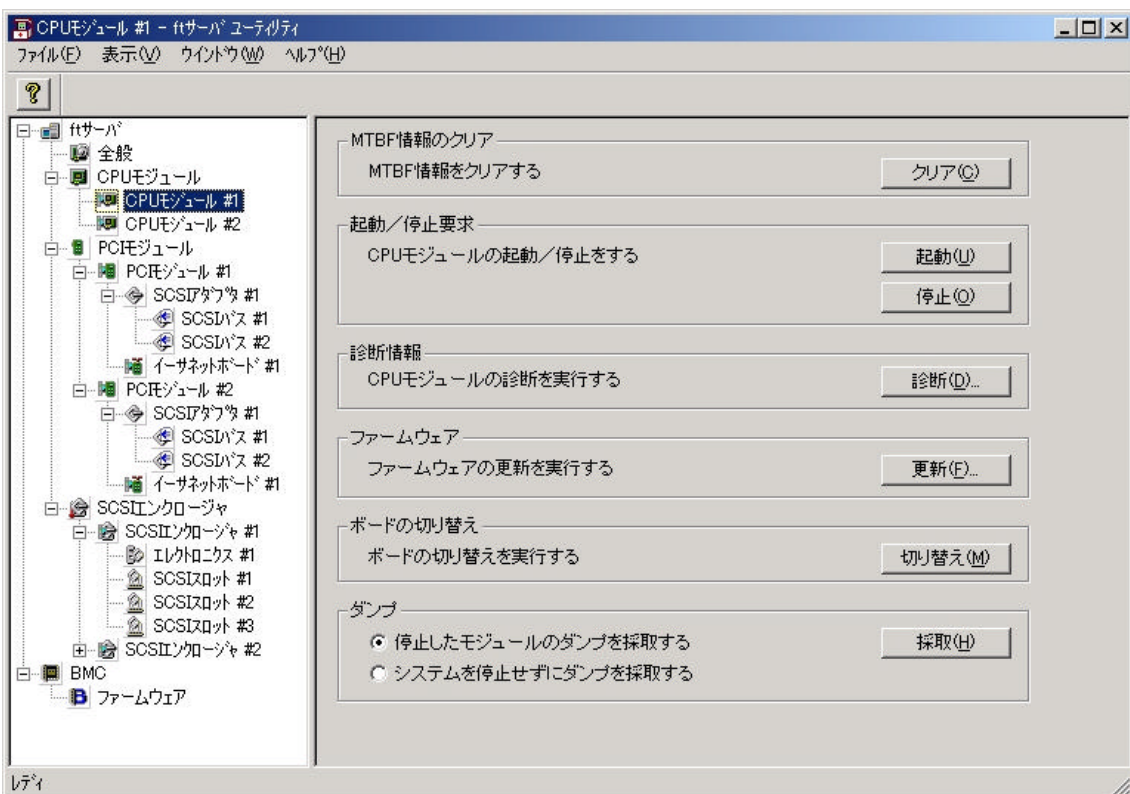 CPUﾓｼﾞｭｰﾙ #1 - ftｻｰﾊﾞ ﾕｰﾃｨﾘﾃｨ
ﾌｧｲﾙ(F) 表示(V) ｳｲﾝﾄﾞｳ(W) ﾍﾙﾌﾟ(H)
ftｻｰﾊﾞ
全般
CPUモジュール
CPUﾓｼﾞｭｰﾙ #1
CPUﾓｼﾞｭｰﾙ #2
PCIモジュール
PCIﾓｼﾞｭｰﾙ #1
SCSIｱﾀﾞﾌﾟﾀ #1
SCSIﾊﾞｽ #1
SCSIﾊﾞｽ #2
ｲｰｻﾈｯﾄﾎﾞｰﾄﾞ #1
PCIﾓｼﾞｭｰﾙ #2
SCSIｱﾀﾞﾌﾟﾀ #1
SCSIﾊﾞｽ #1
SCSIﾊﾞｽ #2
ｲｰｻﾈｯﾄﾎﾞｰﾄﾞ #1
SCSIエンクロージャ
SCSIｴﾝｸﾛｰｼﾞｬ #1
ｴﾚｸﾄﾛﾆｸｽ #1
SCSIｽﾛｯﾄ #1
SCSIｽﾛｯﾄ #2
SCSIｽﾛｯﾄ #3
SCSIｴﾝｸﾛｰｼﾞｬ #2
BMC
ファームウェア
MTBF情報のクリア
MTBF情報をクリアする
クリア(C)
起動／停止要求
CPUモジュールの起動／停止をする
起動(U)
停止(O)
診断情報
CPUモジュールの診断を実行する
診断(D)...
ファームウェア
ファームウェアの更新を実行する
更新(F)...
ボードの切り替え
ボードの切り替えを実行する
切り替え(M)
ダンプ
停止したモジュールのダンプを採取する
採取(H)
システムを停止せずにダンプを採取する
ﾚﾃﾞｨ